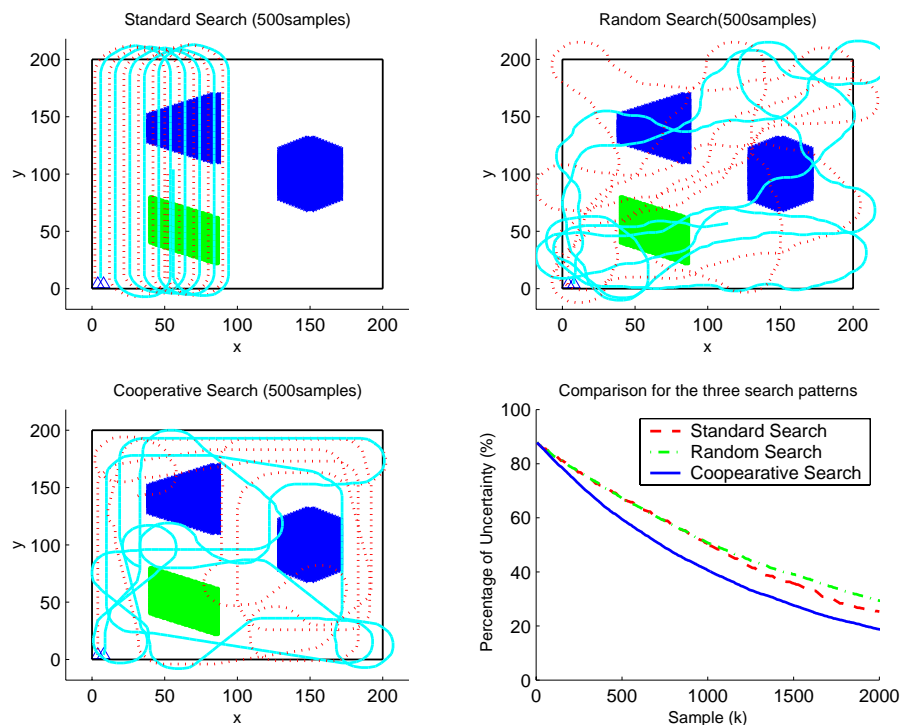 Standard Search (500samples)
200
150
100
50
0
y
0 50 100 150 200
x
Random Search(500samples)
200
150
100
50
0
y
0 50 100 150 200
x
Cooperative Search (500samples)
200
150
100
50
0
y
0 50 100 150 200
x
Comparison for the three search patterns
100
80
60
40
20
0
Percentage of Uncertainty (%)
Standard Search
Random Search
Coopearative Search
0 500 1000 1500 2000
Sample (k)